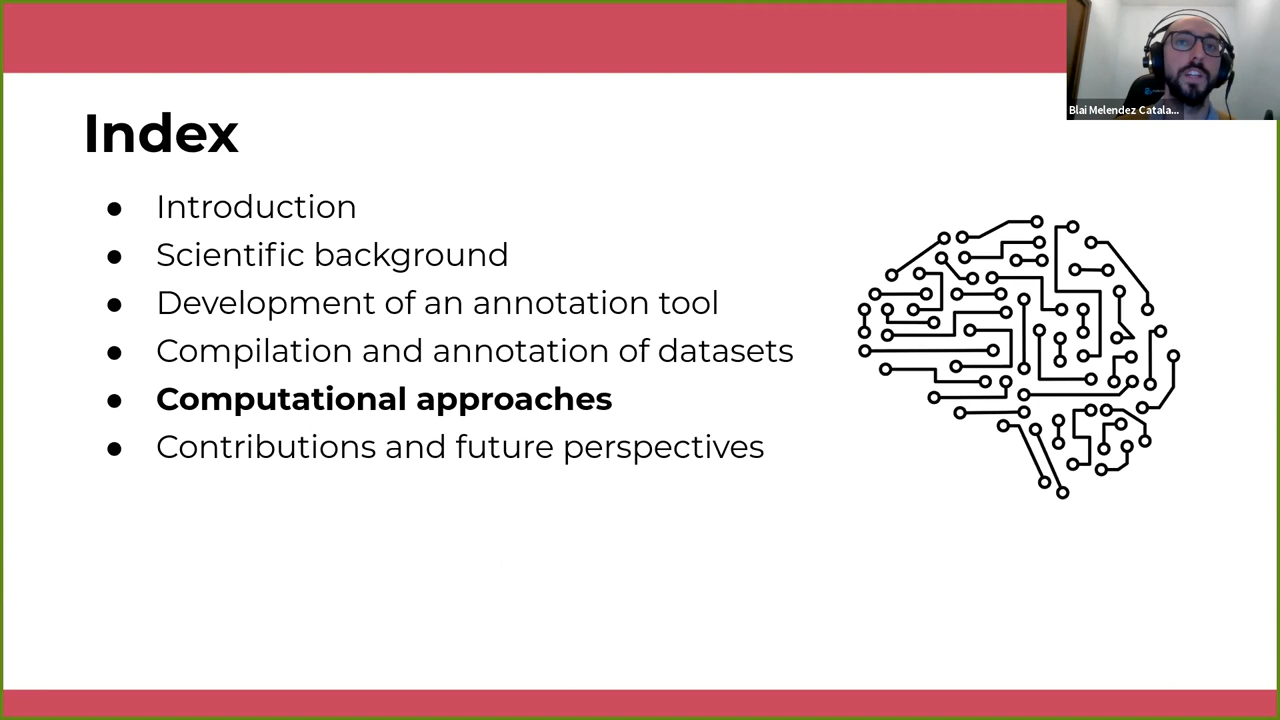 Blai Melendez Catala...
Index
● Introduction
● Scientific background
● Development of an annotation tool
● Compilation and annotation of datasets
● Computational approaches
● Contributions and future perspectives